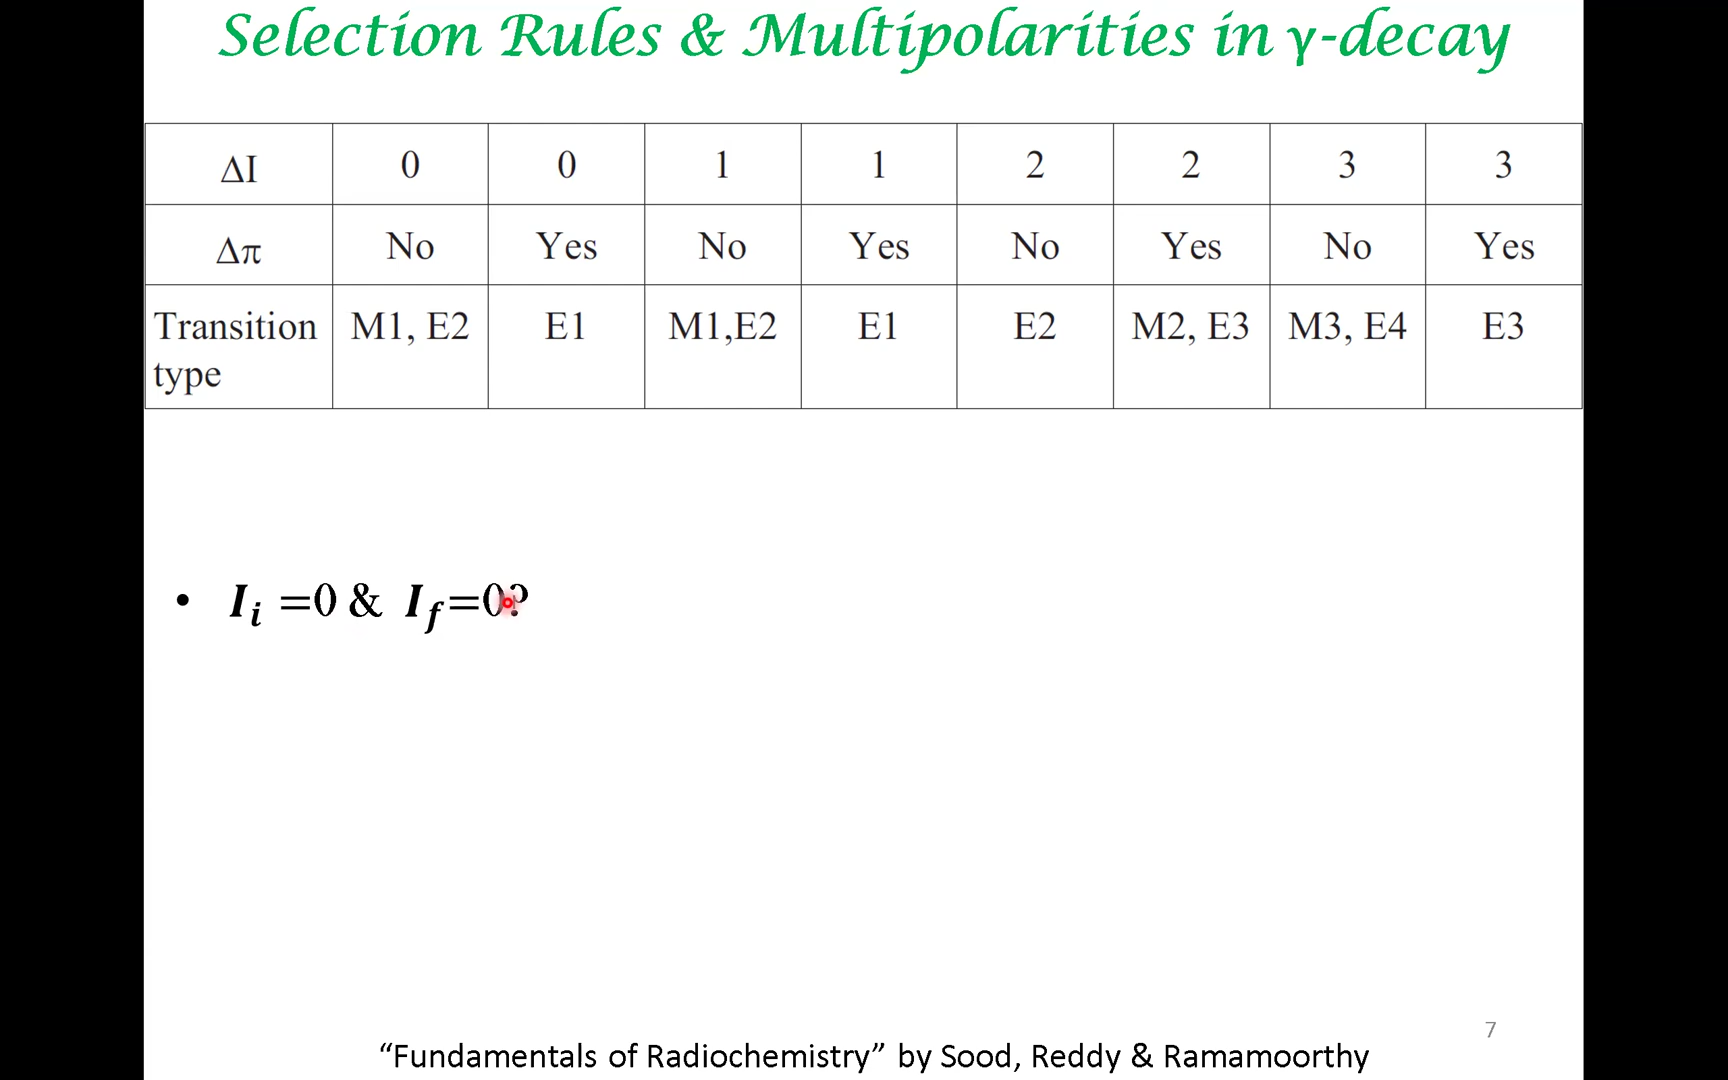 Selection Rules & Multipolarities in γ-decay
ΔI 0 0 1 1 2 2 3 3
Δπ No Yes No Yes No Yes No Yes
Transition type M1, E2 E1 M1,E2 E1 E2 M2, E3 M3, E4 E3
• I_i =0 & I_f=0?
7
“Fundamentals of Radiochemistry” by Sood, Reddy & Ramamoorthy